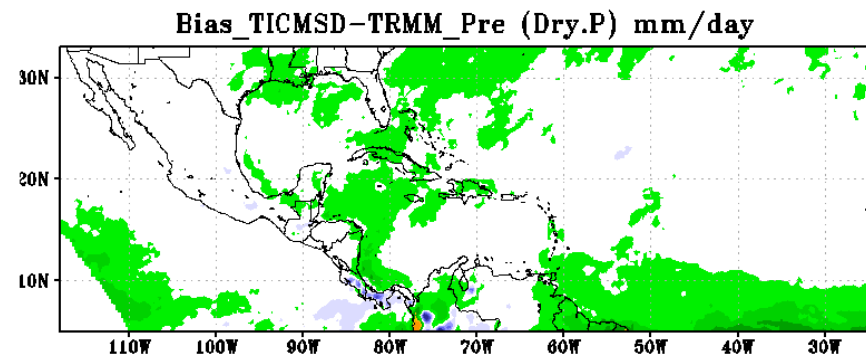 Bias_TICMSD-TRMM_Pre (Dry.P) mm/day
30N
20N
10N
110W 100W 90W 80W 70W 60W 50W 40W 30W